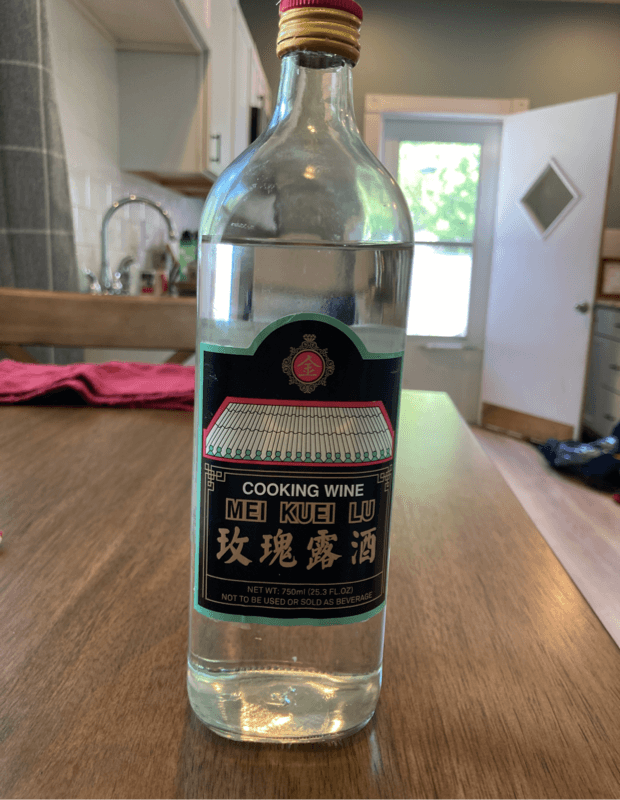 金
COOKING WINE
MEI KUEI LU
玫瑰露酒
NET WT: 750ml (25.3 FL.OZ)
NOT TO BE USED OR SOLD AS BEVERAGE